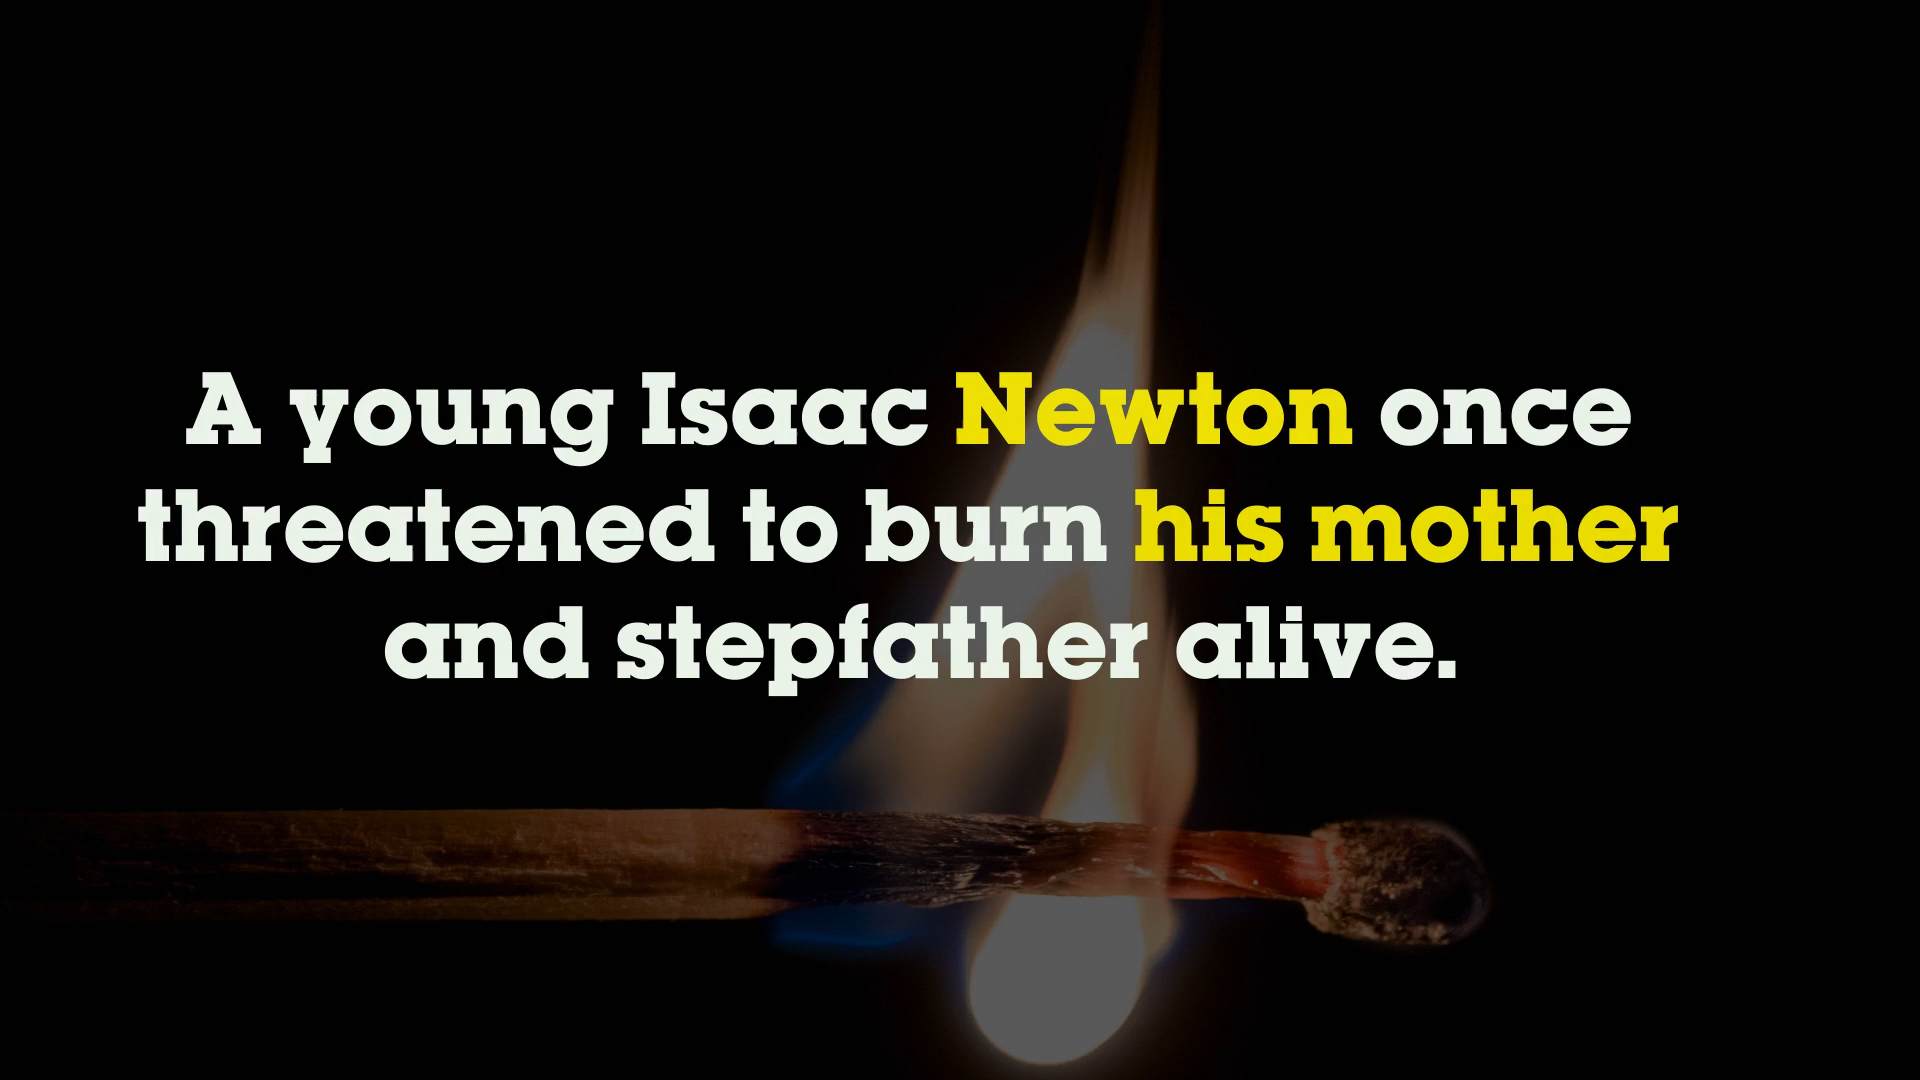 A young Isaac Newton once
threatened to burn his mother
and stepfather alive.